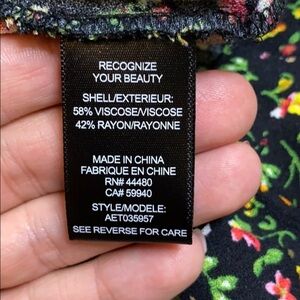 RECOGNIZE
YOUR BEAUTY
SHELL/EXTERIEUR:
58% VISCOSE/VISCOSE
42% RAYON/RAYONNE
MADE IN CHINA
FABRIQUE EN CHINE
RN# 44480
CA# 59940
STYLE/MODELE:
AET035957
SEE REVERSE FOR CARE